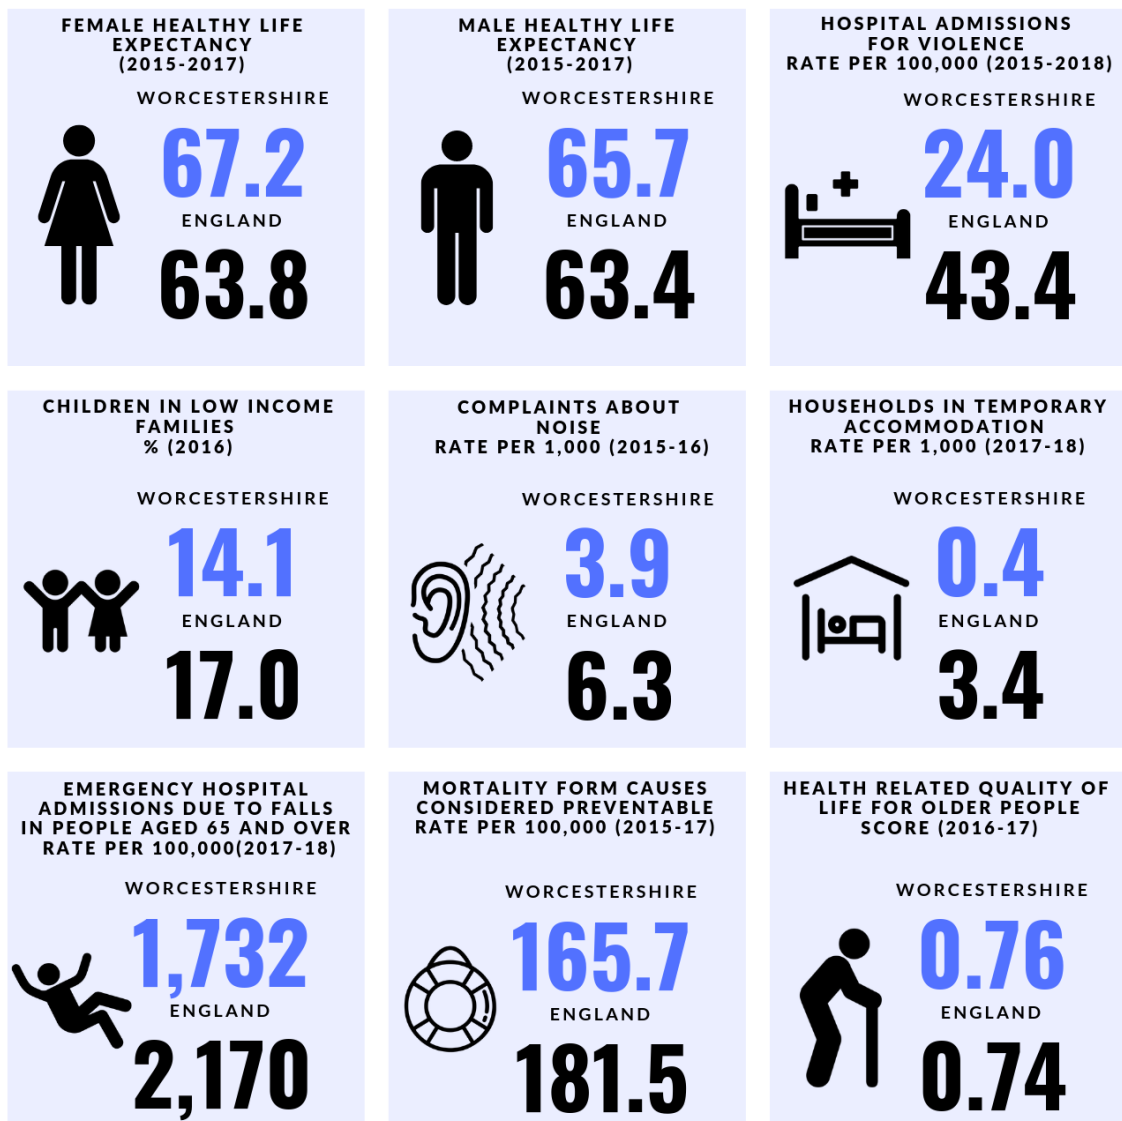 FEMALE HEALTHY LIFE
EXPECTANCY
(2015-2017)
WORCESTERSHIRE
67.2
ENGLAND
63.8
MALE HEALTHY LIFE
EXPECTANCY
(2015-2017)
WORCESTERSHIRE
65.7
ENGLAND
63.4
HOSPITAL ADMISSIONS
FOR VIOLENCE
RATE PER 100,000 (2015-2018)
WORCESTERSHIRE
24.0
ENGLAND
43.4
CHILDREN IN LOW INCOME
FAMILIES
% (2016)
WORCESTERSHIRE
14.1
ENGLAND
17.0
COMPLAINTS ABOUT
NOISE
RATE PER 1,000 (2015-16)
WORCESTERSHIRE
3.9
ENGLAND
6.3
HOUSEHOLDS IN TEMPORARY
ACCOMMODATION
RATE PER 1,000 (2017-18)
WORCESTERSHIRE
0.4
ENGLAND
3.4
EMERGENCY HOSPITAL
ADMISSIONS DUE TO FALLS
IN PEOPLE AGED 65 AND OVER
RATE PER 100,000(2017-18)
WORCESTERSHIRE
1,732
ENGLAND
2,170
MORTALITY FORM CAUSES
CONSIDERED PREVENTABLE
RATE PER 100,000 (2015-17)
WORCESTERSHIRE
165.7
ENGLAND
181.5
HEALTH RELATED QUALITY OF
LIFE FOR OLDER PEOPLE
SCORE (2016-17)
WORCESTERSHIRE
0.76
ENGLAND
0.74